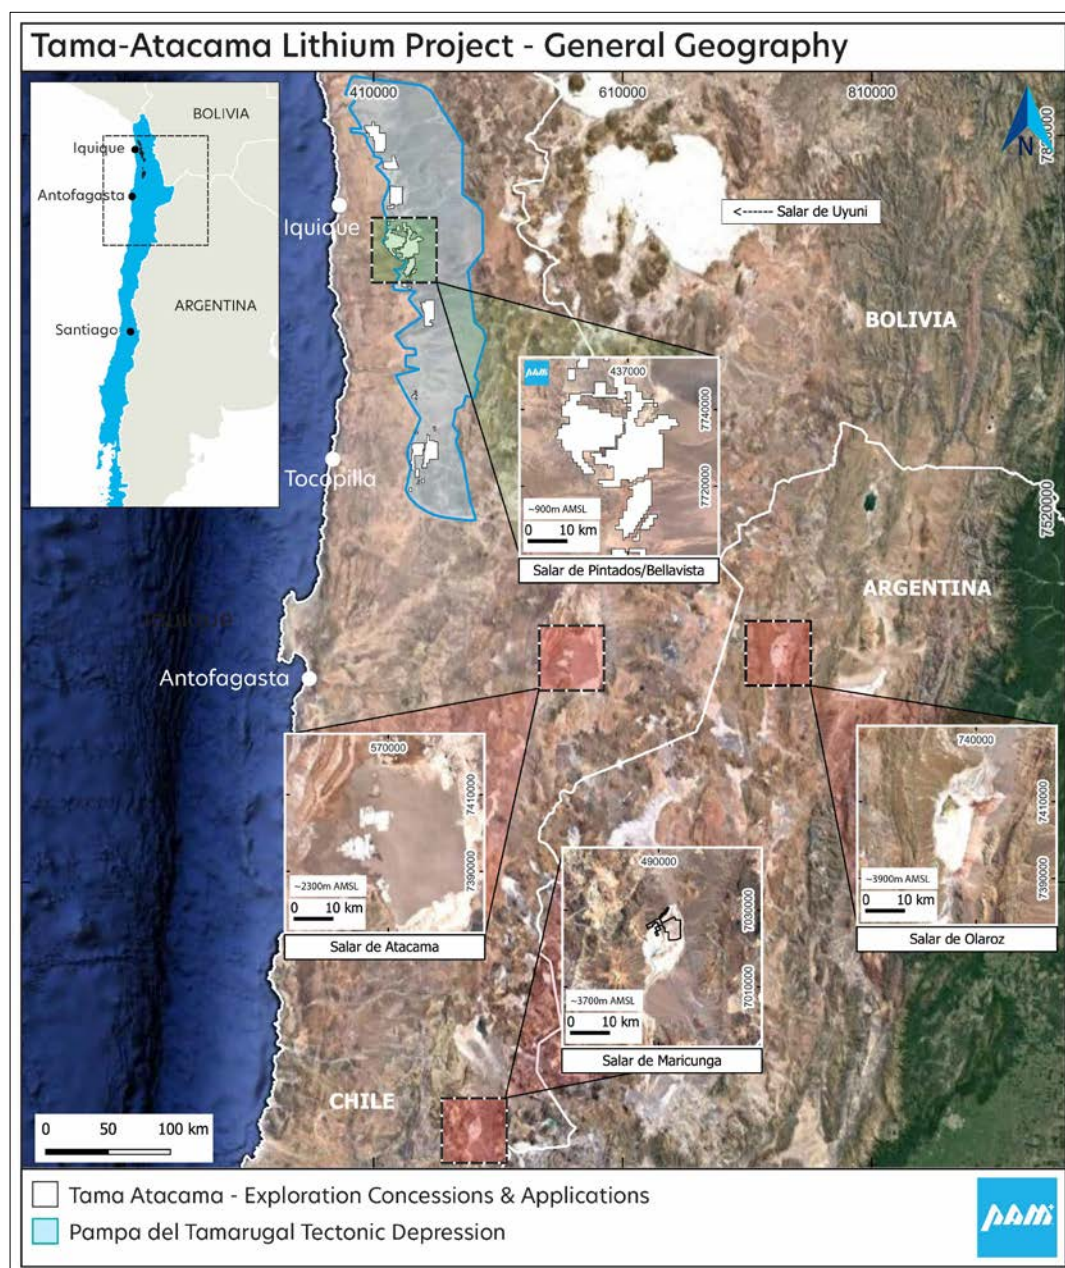 Tama-Atacama Lithium Project - General Geography
410000
610000
810000
BOLIVIA
Iquique
Antofagasta
ARGENTINA
Santiago
N
Iquique
<------ Salar de Uyuni
BOLIVIA
437000
7740000
7720000
~900m AMSL
0 10 km
Salar de Pintados/Bellavista
pam
Tocopilla
7520000
ARGENTINA
Iquique
Antofagasta
570000
7410000
7390000
~2300m AMSL
0 10 km
Salar de Atacama
740000
7410000
7390000
~3900m AMSL
0 10 km
Salar de Olaroz
490000
7030000
7010000
~3700m AMSL
0 10 km
Salar de Maricunga
CHILE
0 50 100 km
Tama Atacama - Exploration Concessions & Applications
Pampa del Tamarugal Tectonic Depression
pam